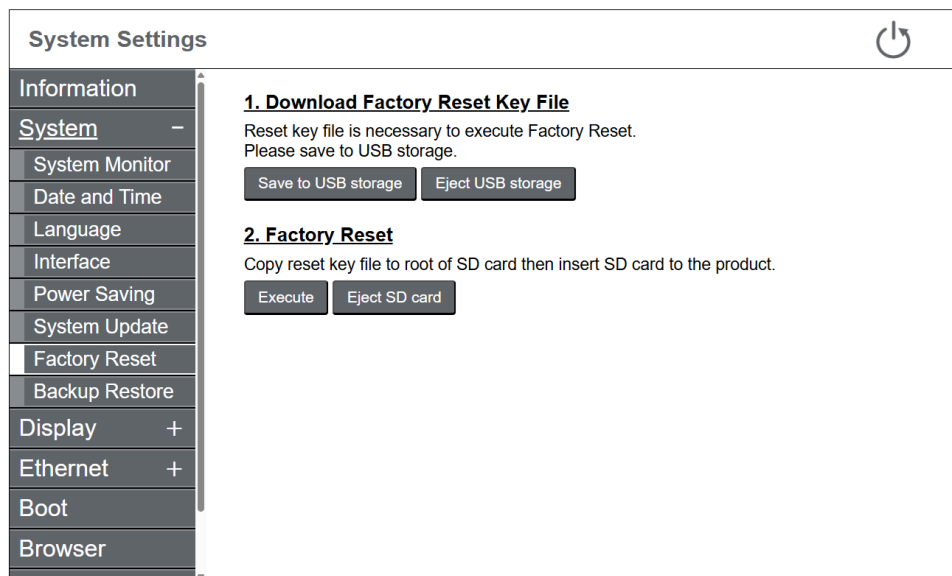 System Settings
Information
System −
System Monitor
Date and Time
Language
Interface
Power Saving
System Update
Factory Reset
Backup Restore
Display +
Ethernet +
Boot
Browser
1. Download Factory Reset Key File
Reset key file is necessary to execute Factory Reset.
Please save to USB storage.
Save to USB storage Eject USB storage
2. Factory Reset
Copy reset key file to root of SD card then insert SD card to the product.
Execute Eject SD card